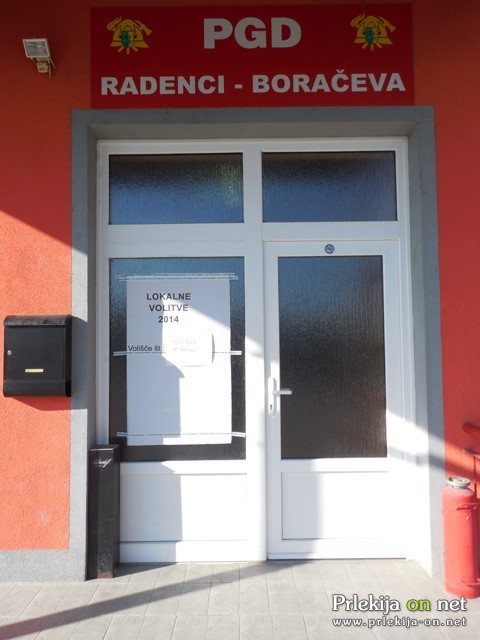 PGD
RADENCI - BORAČEVA
LOKALNE
VOLITVE
2014
Volišče št.
Prlekija on net
www.prlekija-on.net